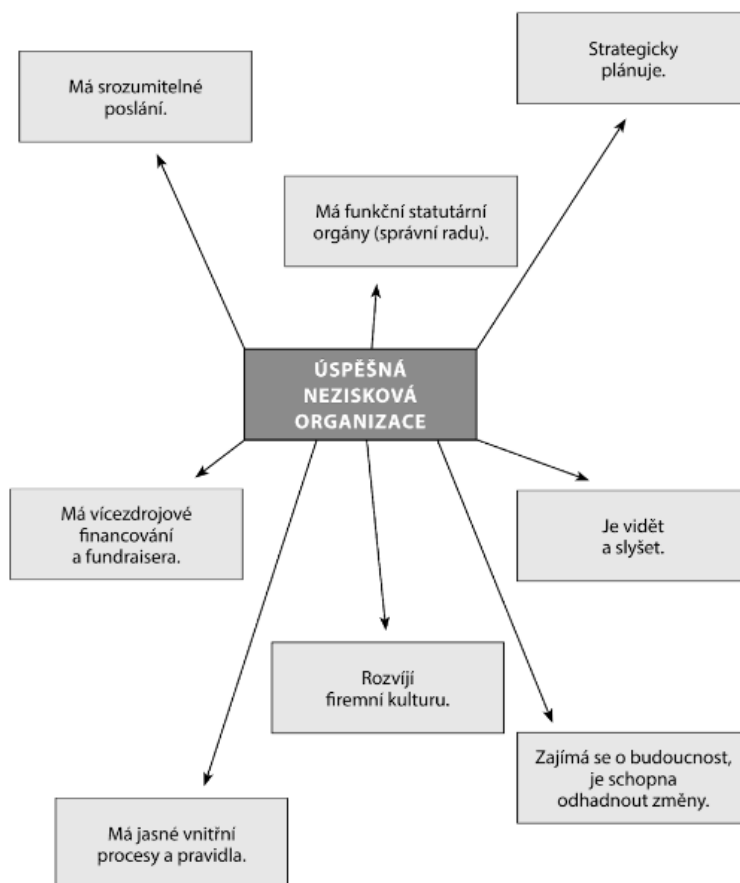 Strategicky
plánuje.
Má srozumitelné
poslání.
Má funkční statutární
orgány (správní radu).
ÚSPĚŠNÁ
NEZISKOVÁ
ORGANIZACE
Má vícezdrojové
financování
a fundraisera.
Je vidět
a slyšet.
Rozvíjí
firemní kulturu.
Zajímá se o budoucnost,
je schopna
odhadnout změny.
Má jasné vnitřní
procesy a pravidla.